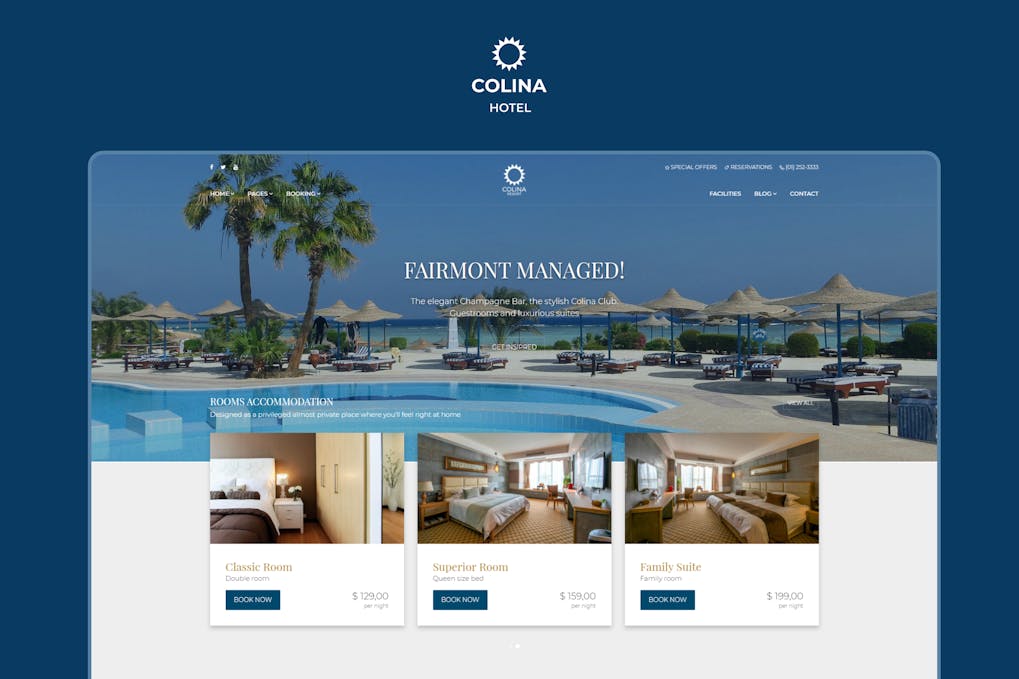 COLINA
HOTEL
SPECIAL OFFERS
RESERVATIONS
(01) 252-3333
HOME
PAGES
BOOKING
COLINA
RESORT
FACILITIES
BLOG
CONTACT
FAIRMONT MANAGED!
The elegant Champagne Bar, the stylish Colina Club.
Guestrooms and luxurious suites
GET INSIPRED
ROOMS ACCOMMODATION
Designed as a privileged almost private place where you'll feel right at home
VIEW ALL
Classic Room
Double room
BOOK NOW
$ 129,00
per night
Superior Room
Queen size bed
BOOK NOW
$ 159,00
per night
Family Suite
Family room
BOOK NOW
$ 199,00
per night